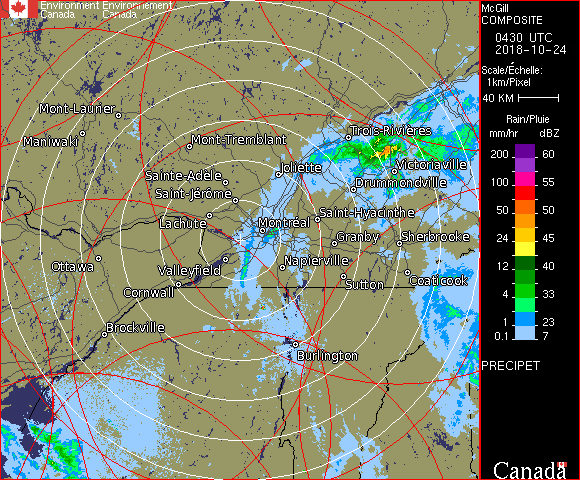 Environment Environnement
Canada Canada
Mont-Laurier
Maniwaki
Mont-Tremblant
Trois-Rivières
Joliette
Victoriaville
Sainte-Adèle
Drummondville
Saint-Jérôme
Saint-Hyacinthe
Lachute
Montréal
Granby
Sherbrooke
Ottawa
Valleyfield
Napierville
Cornwall
Sutton
Coaticook
Brockville
Burlington
McGill
COMPOSITE
0430 UTC
2018-10-24
Scale/Échelle:
1km/Pixel
40 KM
Rain/Pluie
mm/hr dBZ
200 60
100 55
50 50
24 45
12 40
4 33
1 23
0.1 7
PRECIPET
Canada